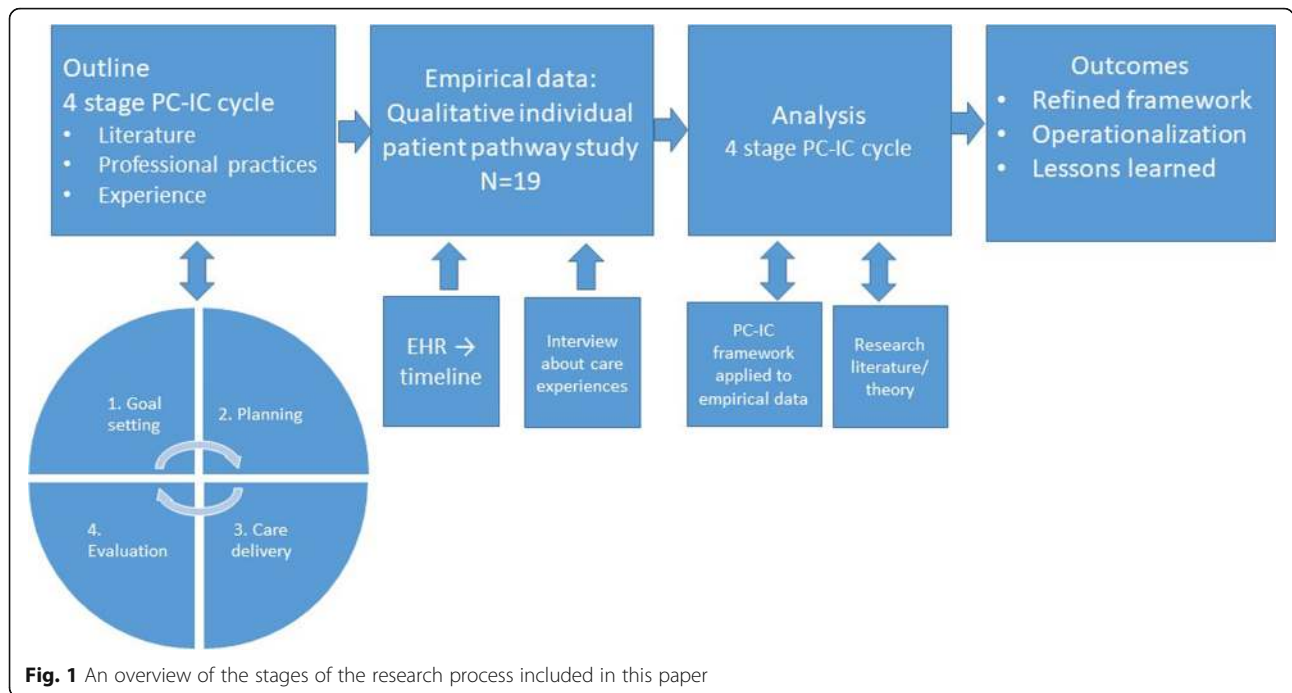 Outline
4 stage PC-IC cycle
• Literature
• Professional practices
• Experience
Empirical data:
Qualitative individual
patient pathway study
N=19
Analysis
4 stage PC-IC cycle
Outcomes
• Refined framework
• Operationalization
• Lessons learned
EHR →
timeline
Interview
about care
experiences
PC-IC
framework
applied to
empirical data
Research
literature/
theory
1. Goal
setting
2. Planning
4.
Evaluation
3. Care
delivery
Fig. 1 An overview of the stages of the research process included in this paper